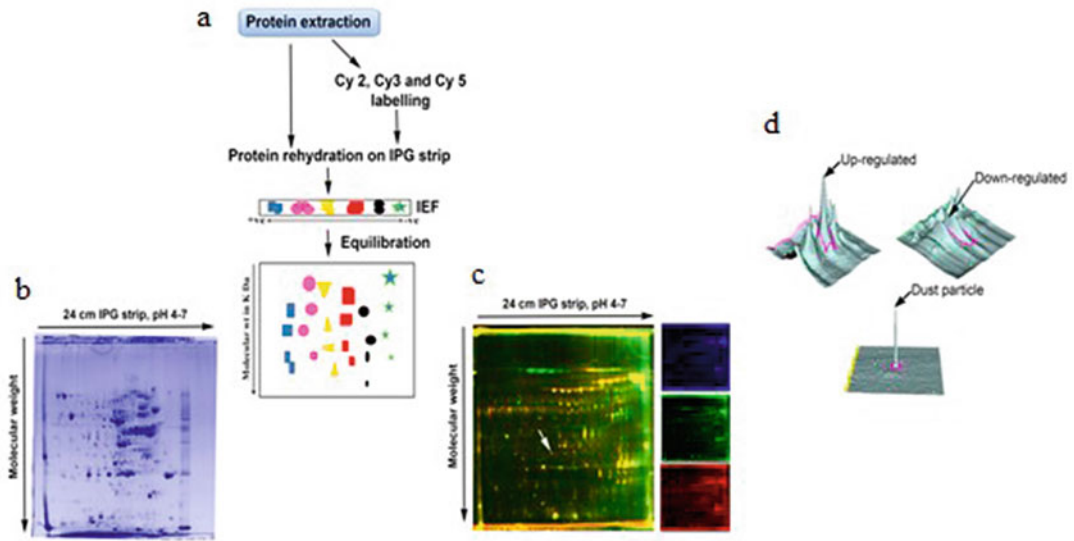 a
Protein extraction
Cy 2, Cy3 and Cy 5
labelling
Protein rehydration on IPG strip
IEF
+ve
-ve
Equilibration
Molecular wt in K Da
b
24 cm IPG strip, pH 4-7
Molecular weight
c
24 cm IPG strip, pH 4-7
Molecular weight
d
Up-regulated
Down-regulated
Dust particle